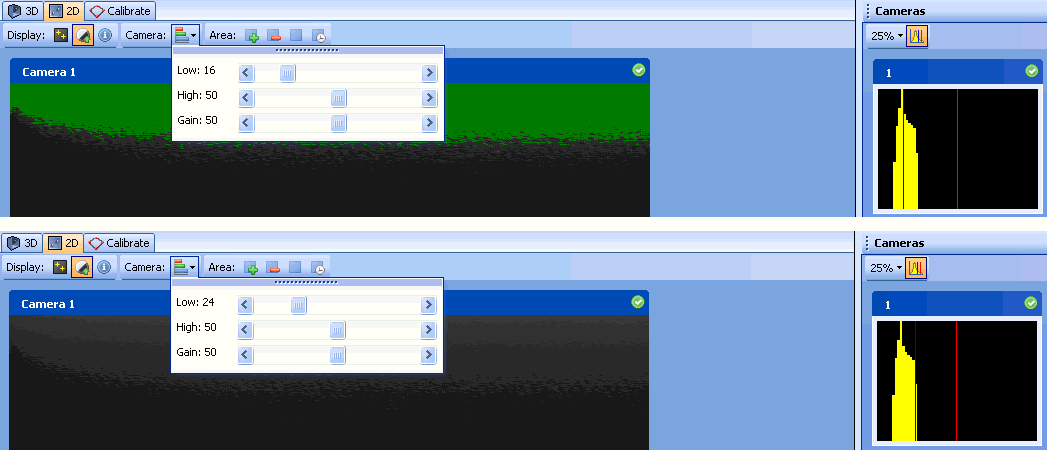 3D 2D Calibrate
Display: Camera: Area:
Camera 1
Low: 16
High: 50
Gain: 50
Cameras
25%
1
3D 2D Calibrate
Display: Camera: Area:
Camera 1
Low: 24
High: 50
Gain: 50
Cameras
25%
1